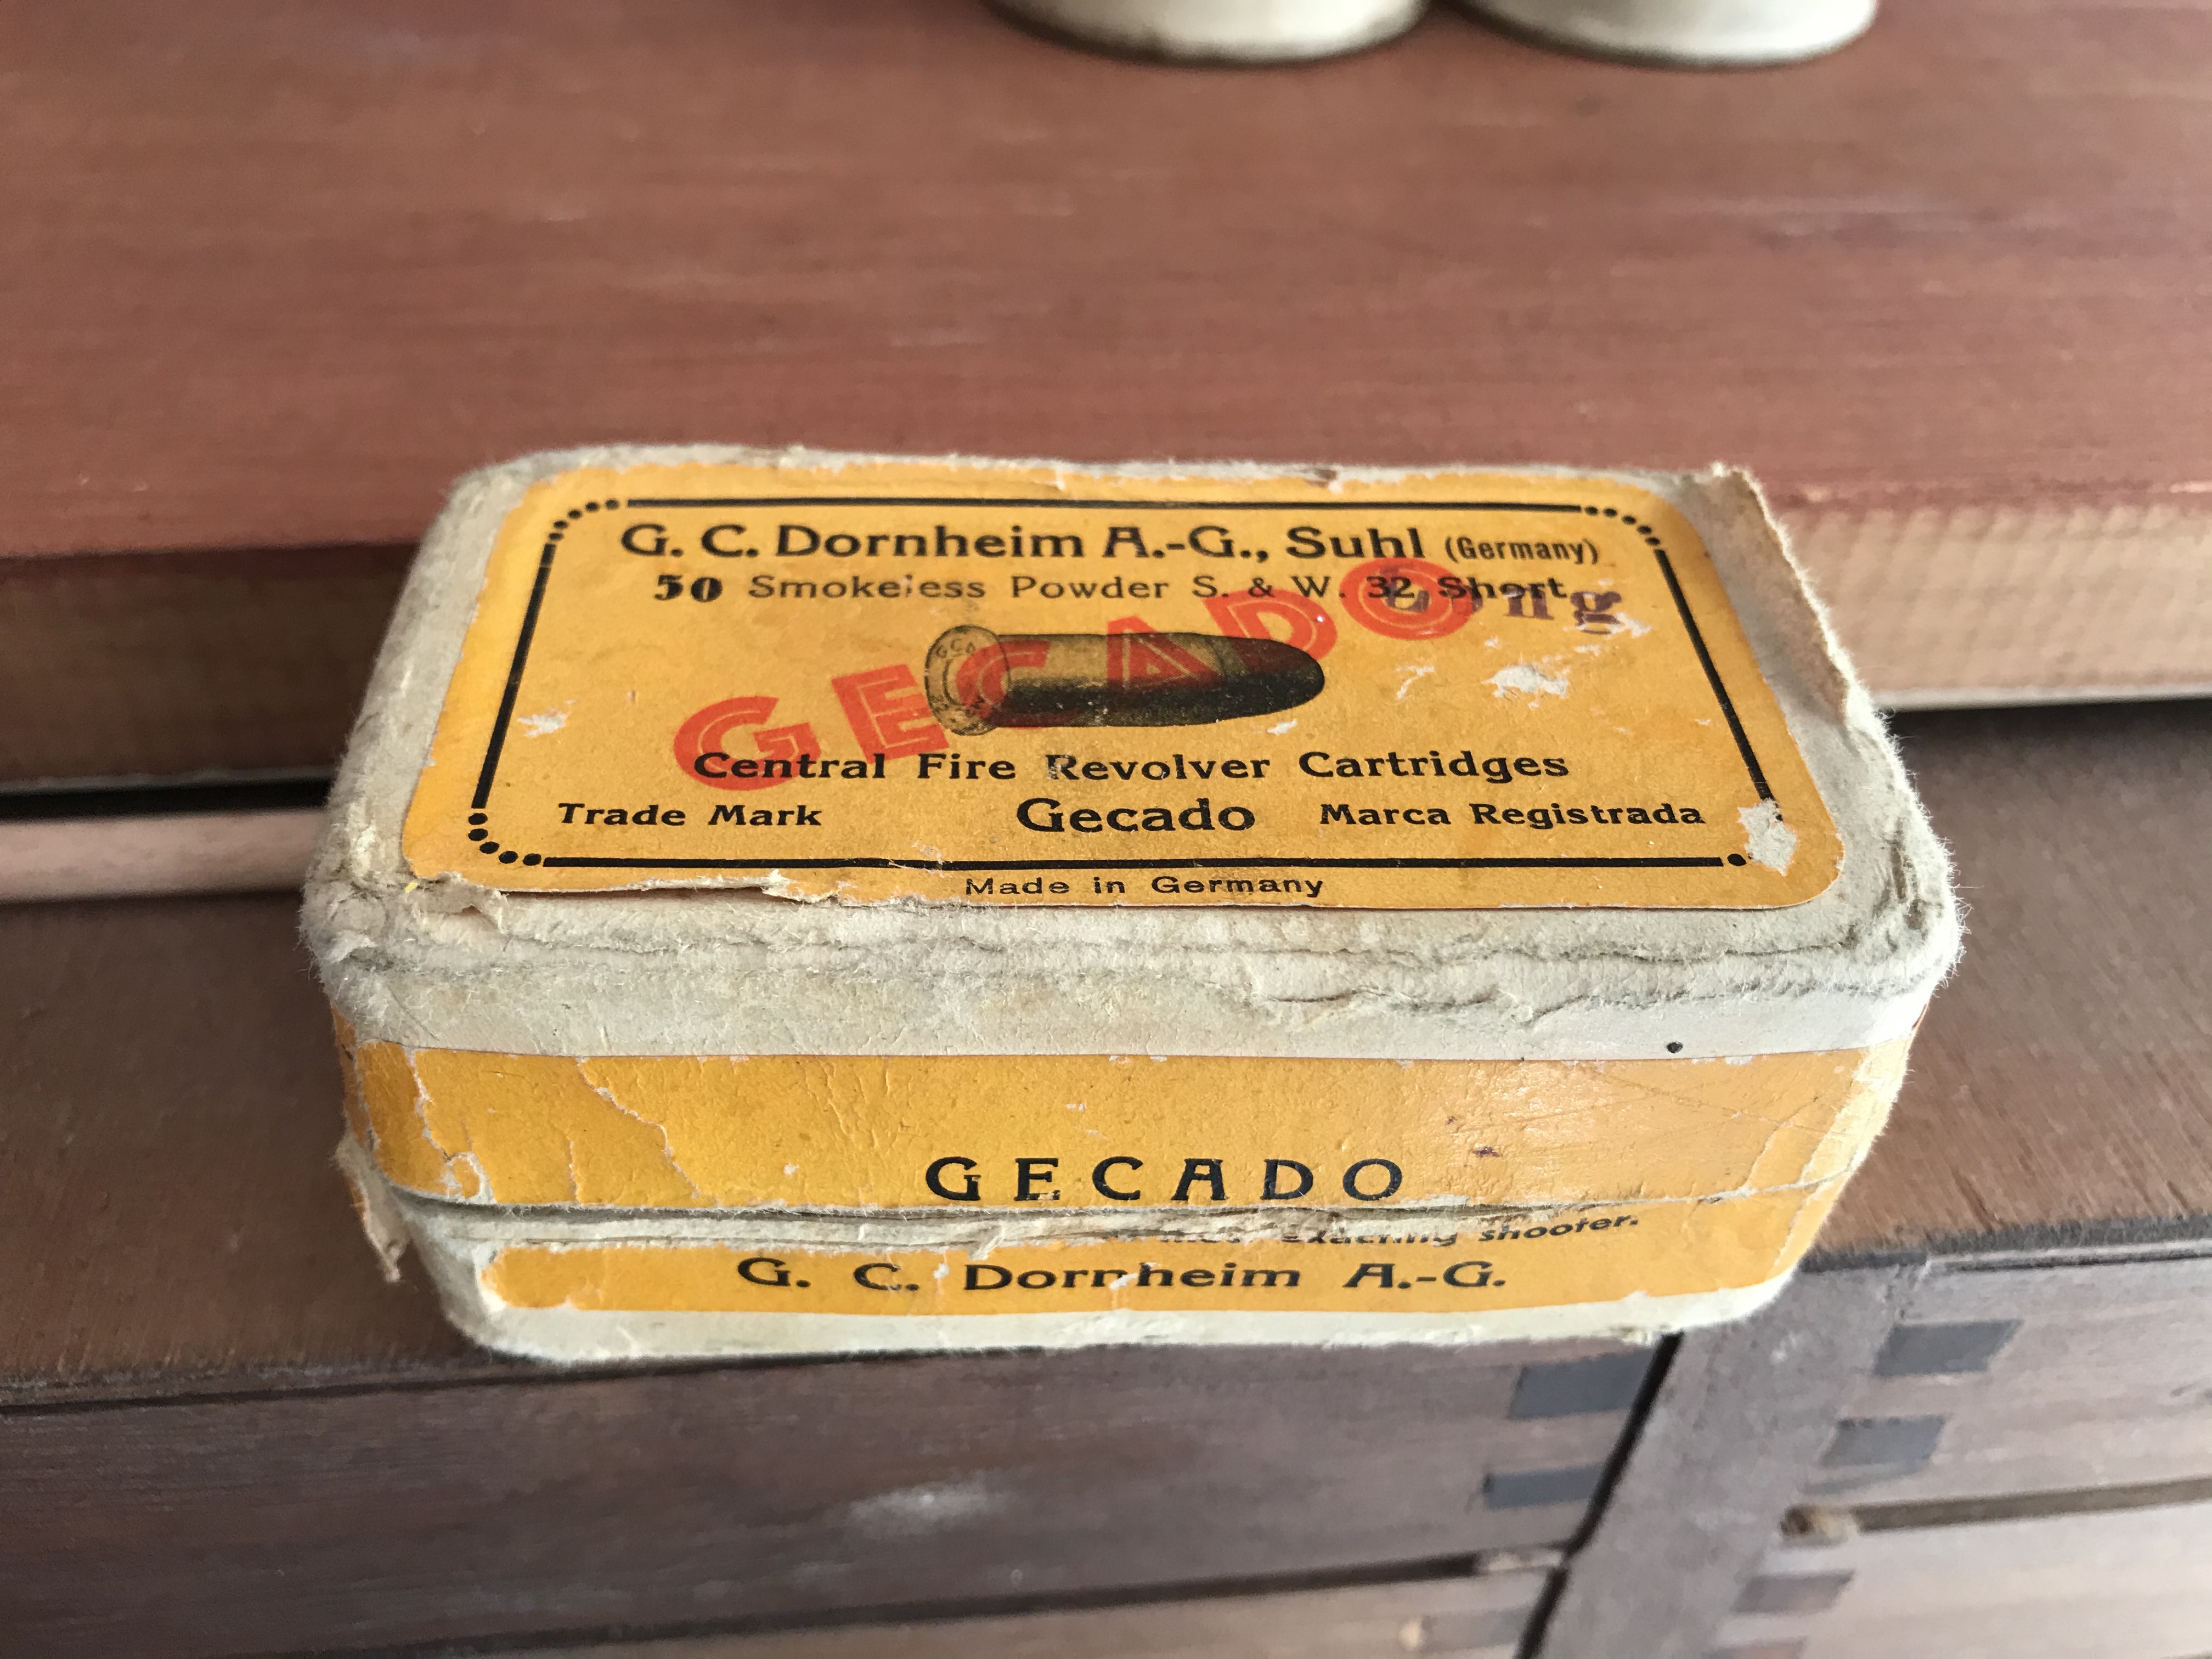 G. C. Dornheim A.-G., Suhl (Germany)
50 Smokeless Powder S. & W. 32 Short
Long
GECADO
Central Fire Revolver Cartridges
Trade Mark Gecado Marca Registrada
Made in Germany
GECADO
exacting shooter.
G. C. Dornheim A.-G.